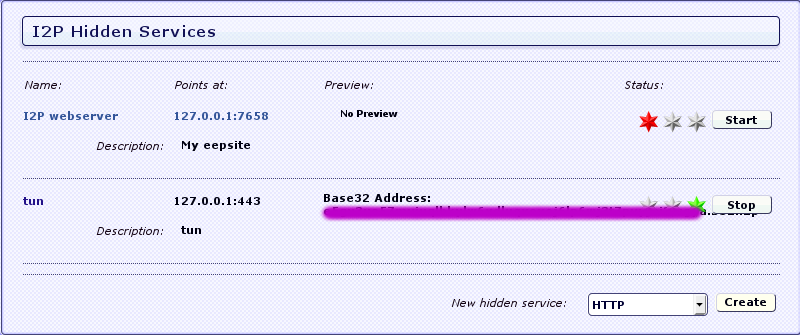 I2P Hidden Services
Name: Points at: Preview: Status:
I2P webserver 127.0.0.1:7658 No Preview Start
Description: My eepsite
tun 127.0.0.1:443 Base32 Address: Stop
Description: tun
New hidden service: HTTP Create